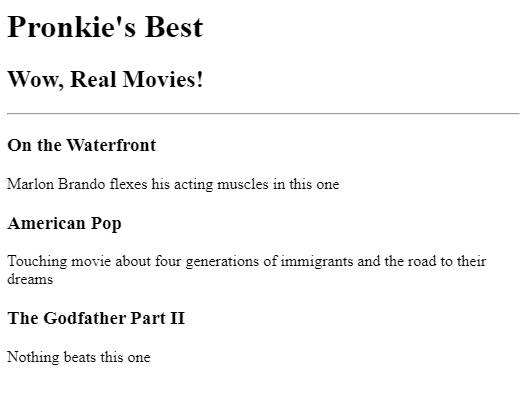 Pronkie's Best
Wow, Real Movies!
On the Waterfront
Marlon Brando flexes his acting muscles in this one
American Pop
Touching movie about four generations of immigrants and the road to their
dreams
The Godfather Part II
Nothing beats this one